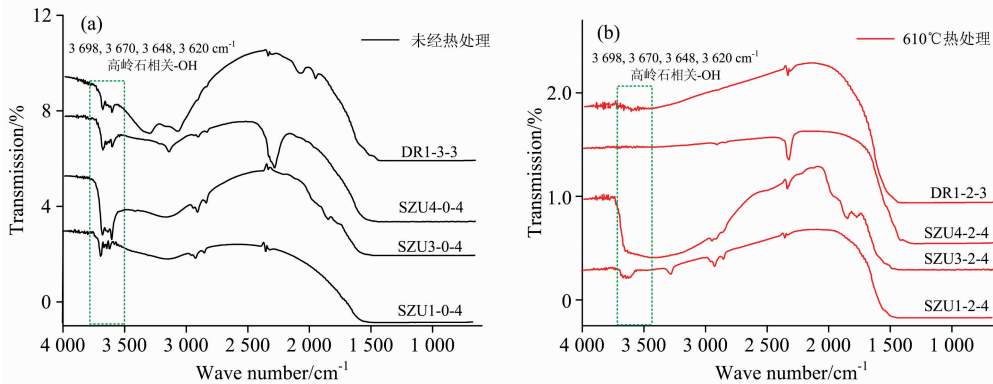 (a)
未经热处理
3 698, 3 670, 3 648, 3 620 cm⁻¹
高岭石相关-OH
12
8
4
0
Transmission/%
DR1-3-3
SZU4-0-4
SZU3-0-4
SZU1-0-4
4 000 3 500 3 000 2 500 2 000 1 500 1 000
Wave number/cm⁻¹
(b)
610℃热处理
3 698, 3 670, 3 648, 3 620 cm⁻¹
高岭石相关-OH
2.0
1.0
0
Transmission/%
DR1-2-3
SZU4-2-4
SZU3-2-4
SZU1-2-4
4 000 3 500 3 000 2 500 2 000 1 500 1 000
Wave number/cm⁻¹